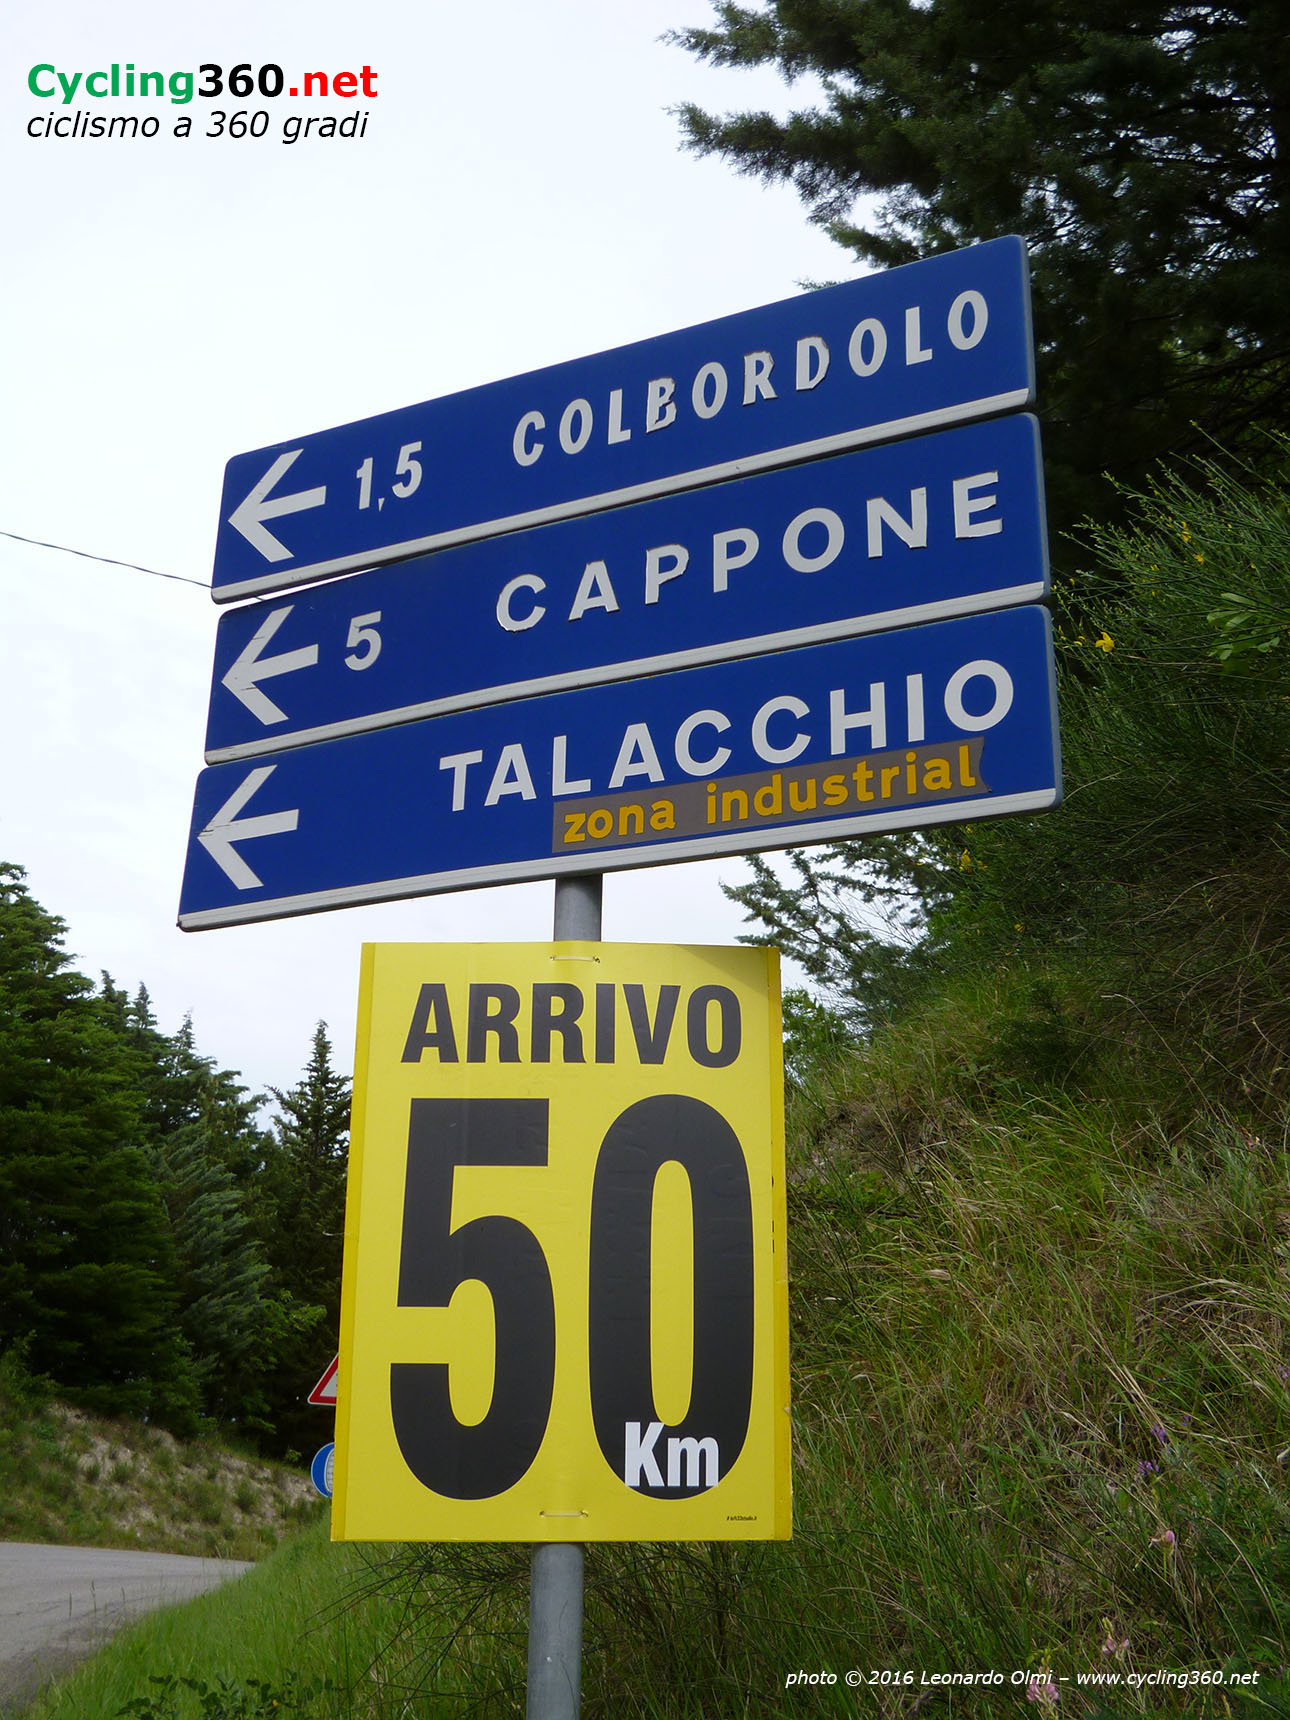 Cycling360.net
ciclismo a 360 gradi
1,5 COLBORDOLO
5 CAPPONE
TALACCHIO
zona industrial
ARRIVO
50
Km
photo © 2016 Leonardo Olmi – www.cycling360.net